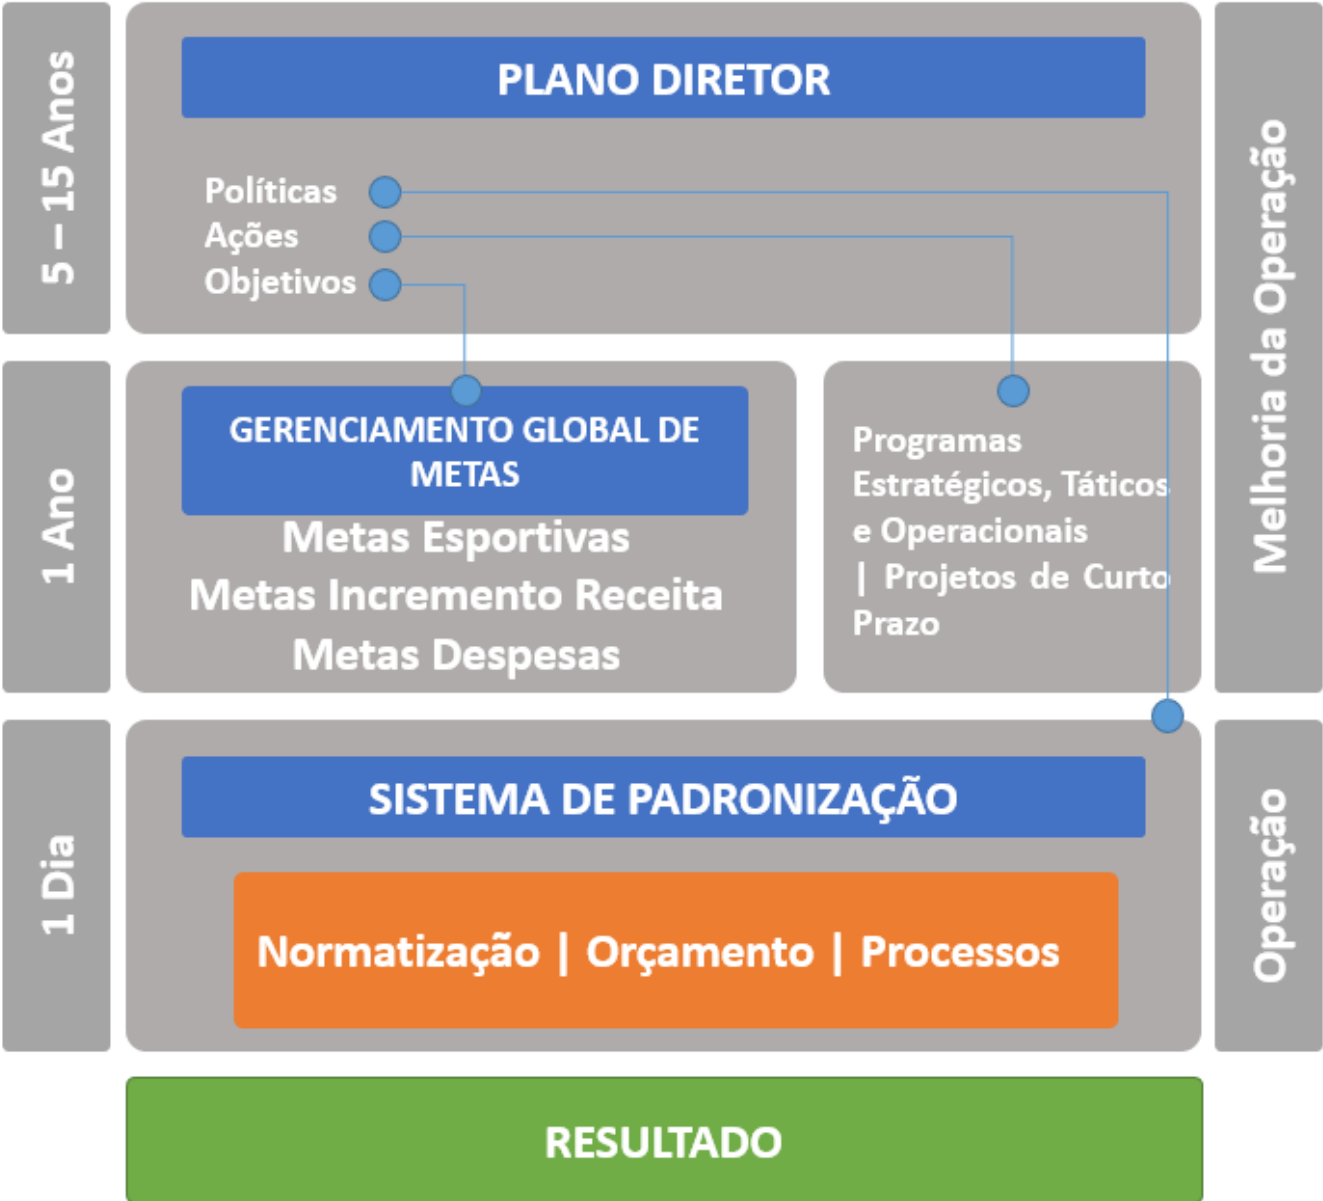 5 – 15 Anos
PLANO DIRETOR
Políticas
Ações
Objetivos
Melhoria da Operação
1 Ano
GERENCIAMENTO GLOBAL DE
METAS
Metas Esportivas
Metas Incremento Receita
Metas Despesas
Programas
Estratégicos, Táticos
e Operacionais
| Projetos de Curto
Prazo
1 Dia
SISTEMA DE PADRONIZAÇÃO
Normatização | Orçamento | Processos
Operação
RESULTADO